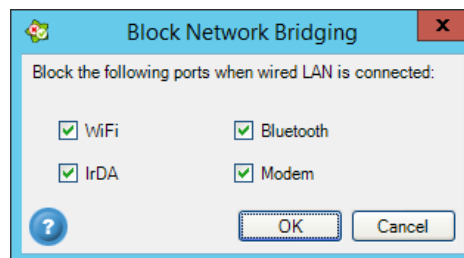 Block Network Bridging
x
Block the following ports when wired LAN is connected:
WiFi Bluetooth
IrDA Modem
? OK Cancel